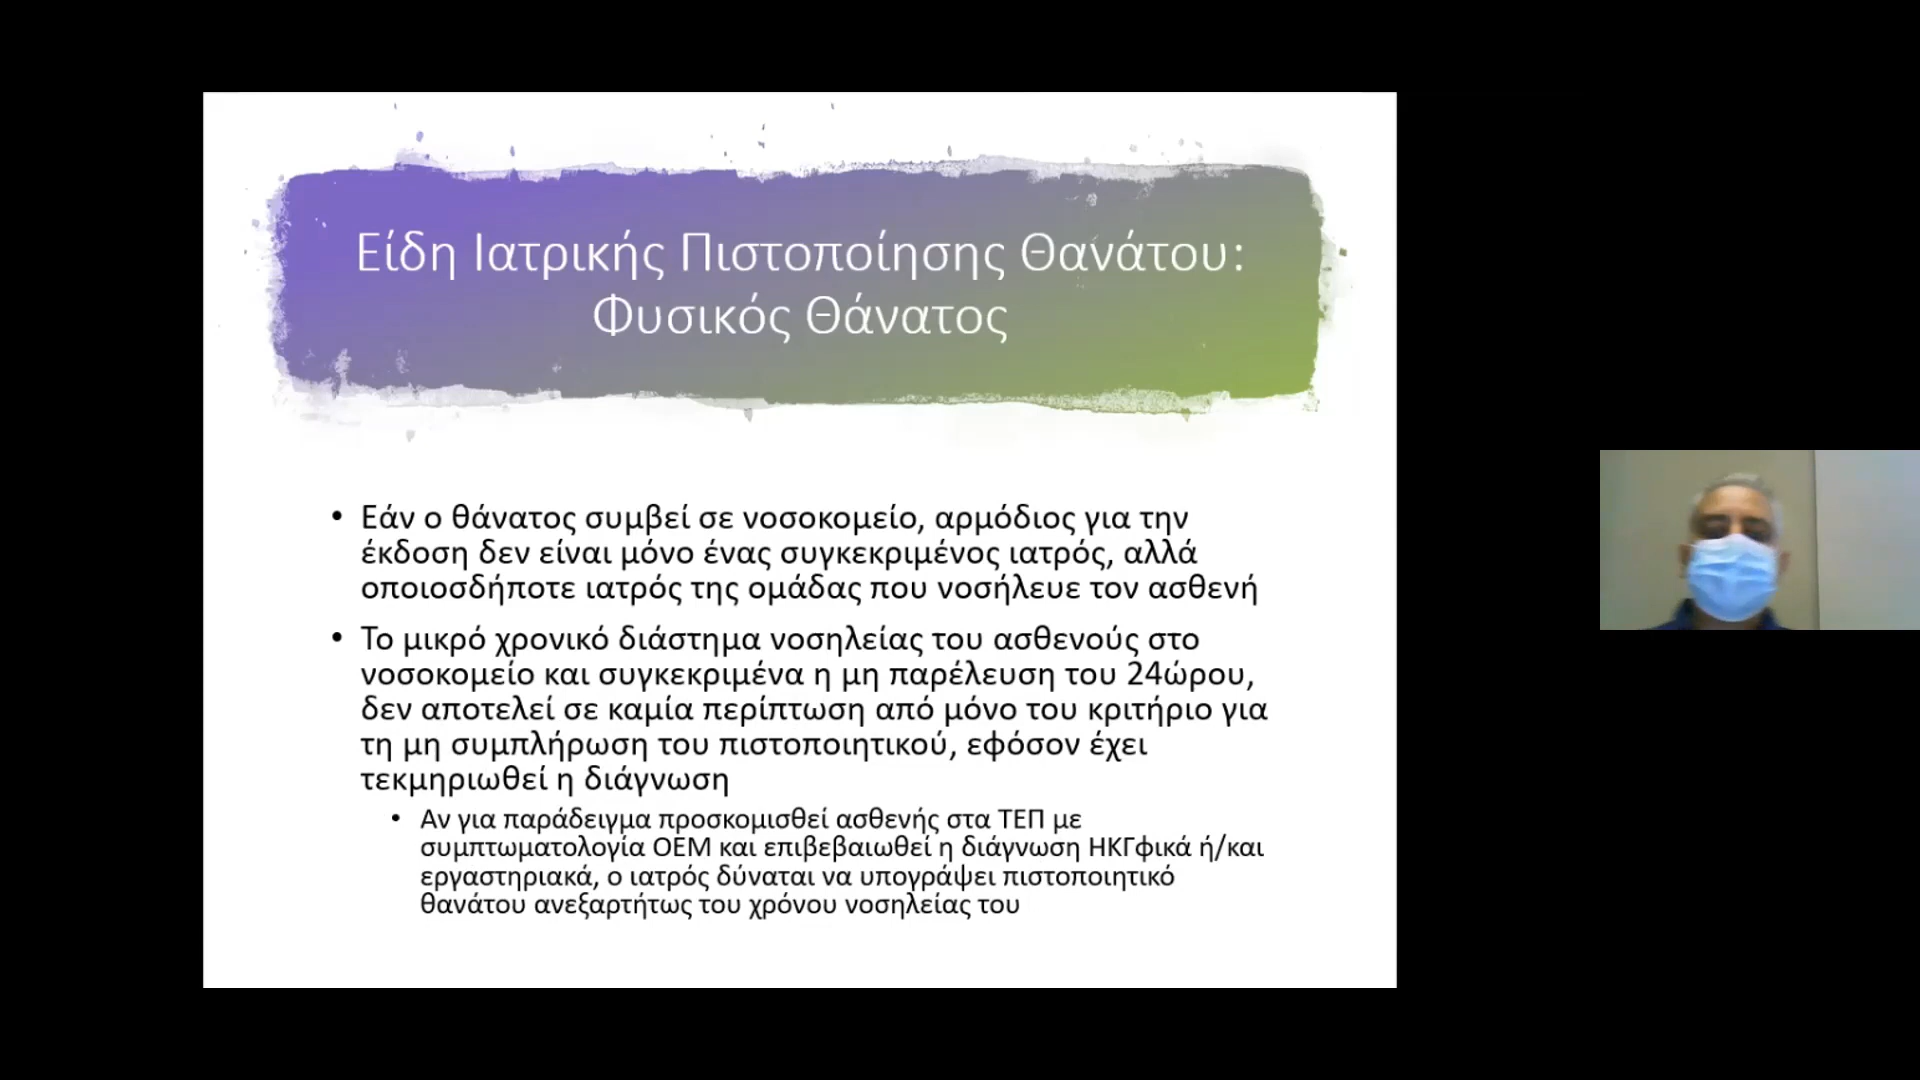 Είδη Ιατρικής Πιστοποίησης Θανάτου:
Φυσικός Θάνατος
• Εάν ο θάνατος συμβεί σε νοσοκομείο, αρμόδιος για την
έκδοση δεν είναι μόνο ένας συγκεκριμένος ιατρός, αλλά
οποιοσδήποτε ιατρός της ομάδας που νοσήλευε τον ασθενή
• Το μικρό χρονικό διάστημα νοσηλείας του ασθενούς στο
νοσοκομείο και συγκεκριμένα η μη παρέλευση του 24ώρου,
δεν αποτελεί σε καμία περίπτωση από μόνο του κριτήριο για
τη μη συμπλήρωση του πιστοποιητικού, εφόσον έχει
τεκμηριωθεί η διάγνωση
• Αν για παράδειγμα προσκομισθεί ασθενής στα ΤΕΠ με
συμπτωματολογία ΟΕΜ και επιβεβαιωθεί η διάγνωση ΗΚΓφικά ή/και
εργαστηριακά, ο ιατρός δύναται να υπογράψει πιστοποιητικό
θανάτου ανεξαρτήτως του χρόνου νοσηλείας του